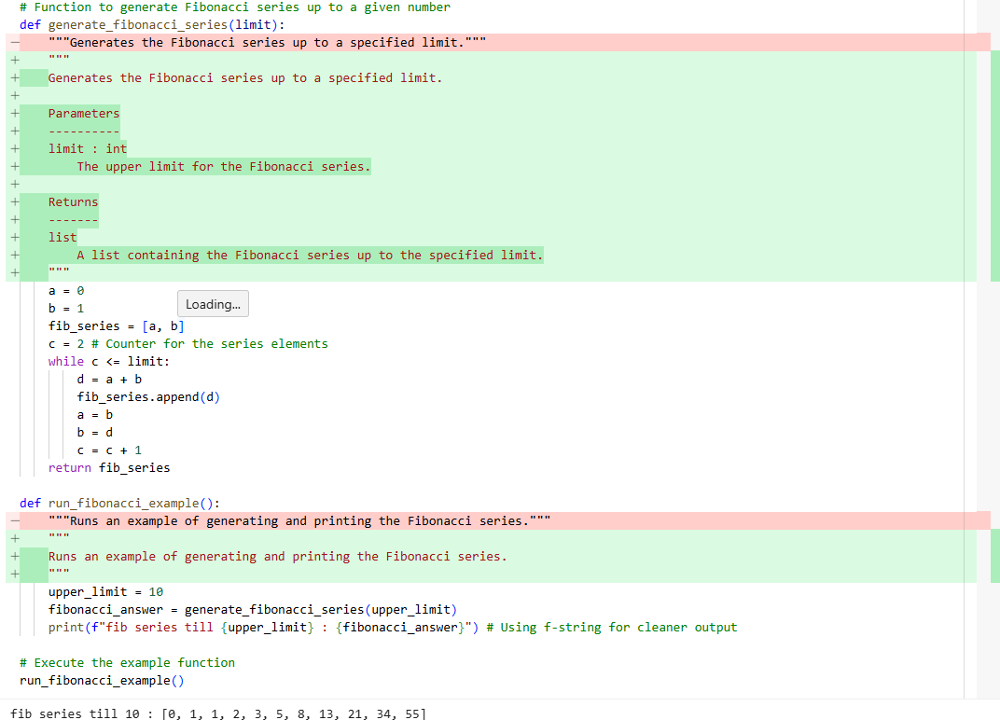 # Function to generate Fibonacci series up to a given number
def generate_fibonacci_series(limit):
-    """Generates the Fibonacci series up to a specified limit."""
+    """
+    Generates the Fibonacci series up to a specified limit.
+
+    Parameters
+    ----------
+    limit : int
+        The upper limit for the Fibonacci series.
+
+    Returns
+    -------
+    list
+        A list containing the Fibonacci series up to the specified limit.
+    """
    a = 0
    b = 1
Loading...
    fib_series = [a, b]
    c = 2 # Counter for the series elements
    while c <= limit:
        d = a + b
        fib_series.append(d)
        a = b
        b = d
        c = c + 1
    return fib_series

def run_fibonacci_example():
-    """Runs an example of generating and printing the Fibonacci series."""
+    """
+    Runs an example of generating and printing the Fibonacci series.
+    """
    upper_limit = 10
    fibonacci_answer = generate_fibonacci_series(upper_limit)
    print(f"fib series till {upper_limit} : {fibonacci_answer}") # Using f-string for cleaner output

# Execute the example function
run_fibonacci_example()
fib series till 10 : [0, 1, 1, 2, 3, 5, 8, 13, 21, 34, 55]